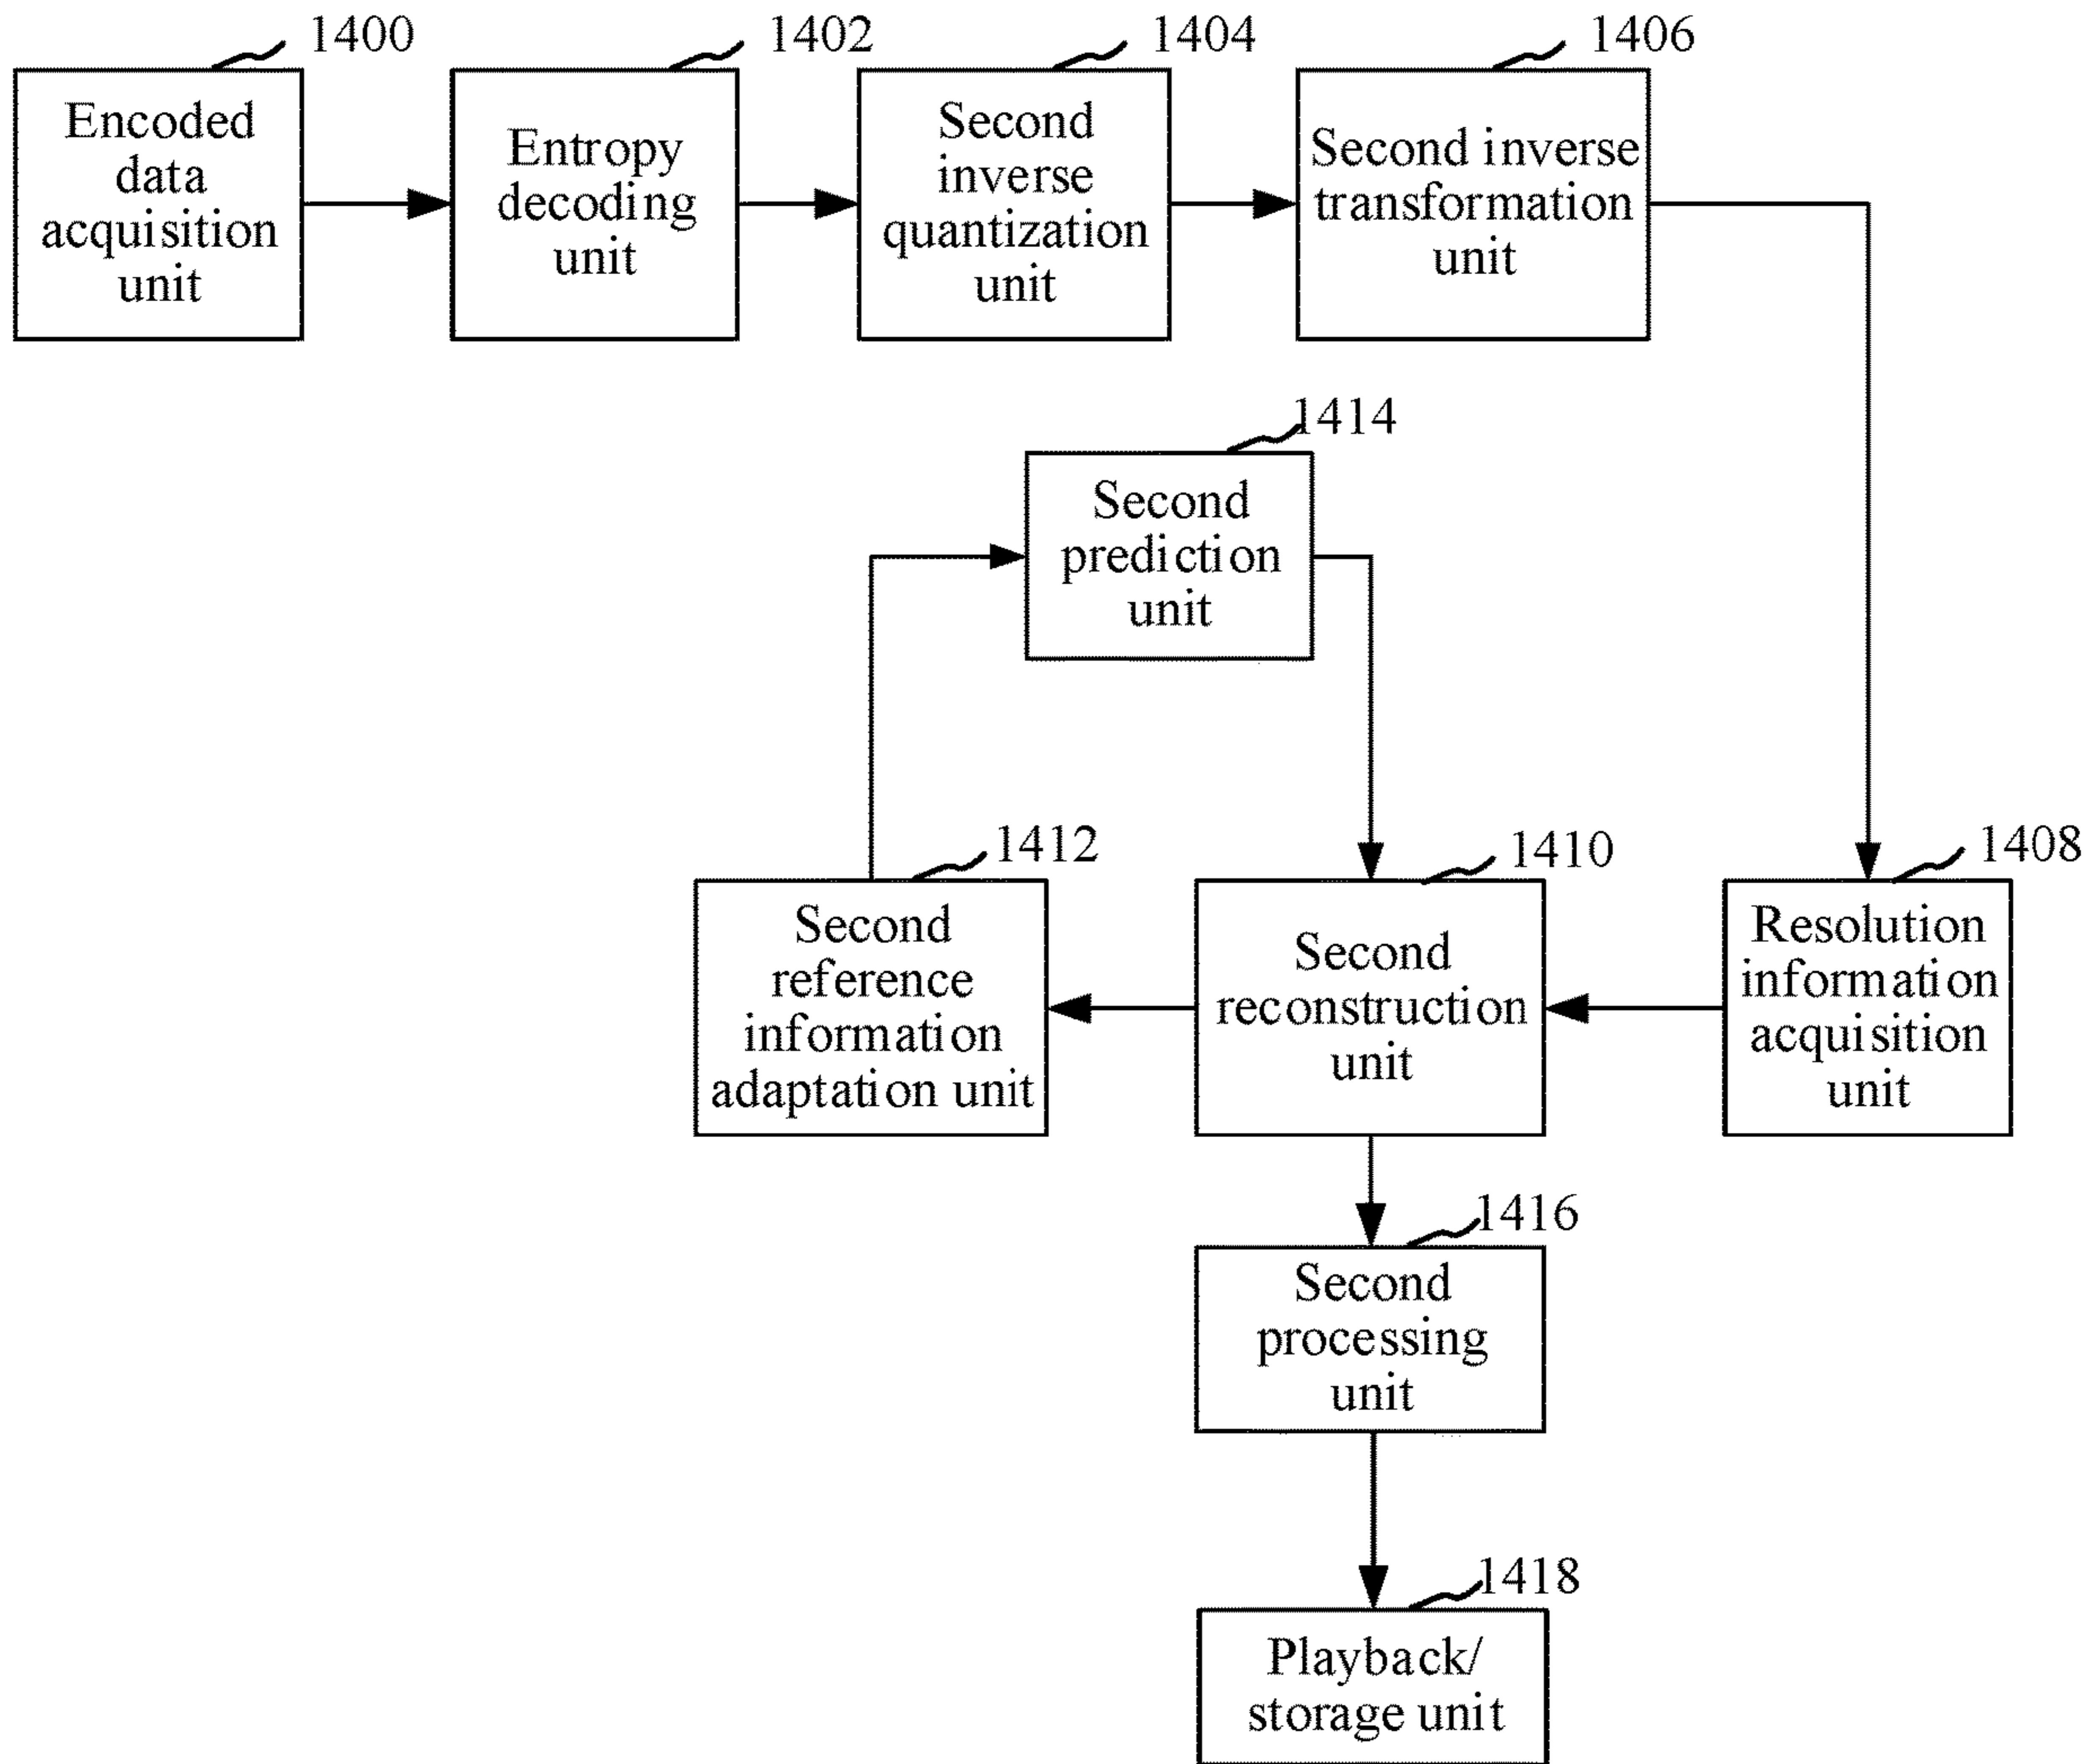 1400
Encoded
data
acquisition
unit
1402
Entropy
decoding
unit
1404
Second
inverse
quantization
unit
1406
Second inverse
transformation
unit
1414
Second
prediction
unit
1412
Second
reference
information
adaptation unit
1410
Second
reconstruction
unit
1408
Resolution
information
acquisition
unit
1416
Second
processing
unit
1418
Playback/
storage unit